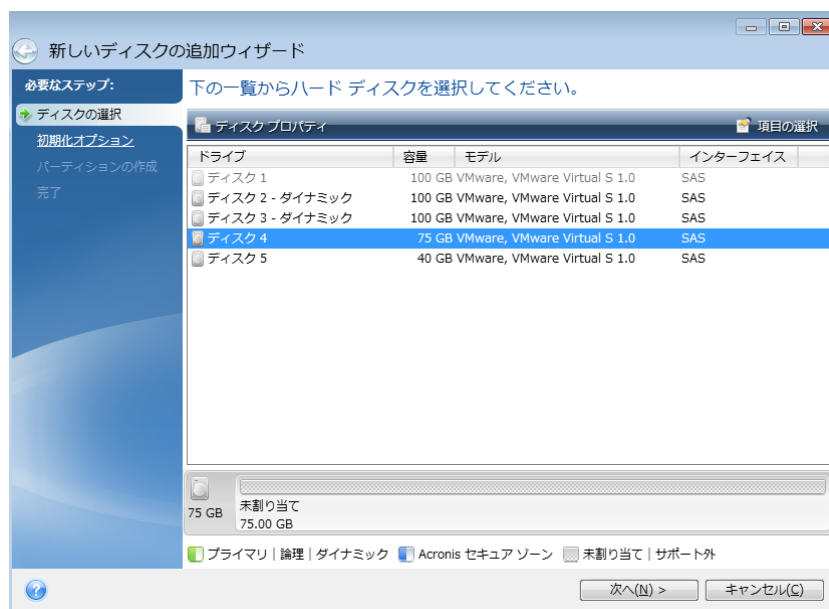 新しいディスクの追加ウィザード
必要なステップ:
ディスクの選択
初期化オプション
パーティションの作成
完了
下の一覧からハード ディスクを選択してください。
ディスク プロパティ 項目の選択
ドライブ 容量 モデル インターフェイス
ディスク 1 100 GB VMware, VMware Virtual S 1.0 SAS
ディスク 2 - ダイナミック 100 GB VMware, VMware Virtual S 1.0 SAS
ディスク 3 - ダイナミック 100 GB VMware, VMware Virtual S 1.0 SAS
ディスク 4 75 GB VMware, VMware Virtual S 1.0 SAS
ディスク 5 40 GB VMware, VMware Virtual S 1.0 SAS
75 GB
未割り当て
75.00 GB
プライマリ | 論理 | ダイナミック Acronis セキュア ゾーン 未割り当て | サポート外
次へ(N) > キャンセル(C)